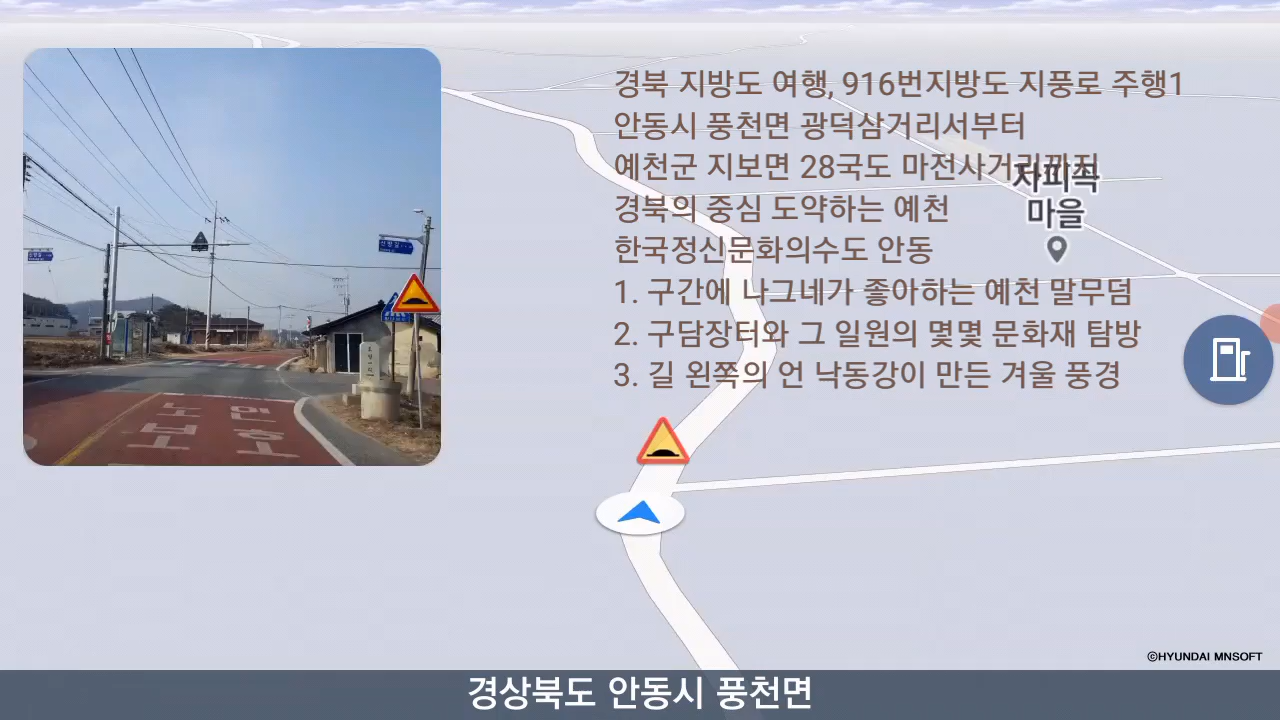 경북 지방도 여행, 916번지방도 지풍로 주행1
안동시 풍천면 광덕삼거리서부터
예천군 지보면 28국도 마전사거리까지
경북의 중심 도약하는 예천
한국정신문화의수도 안동
1. 구간에 나그네가 좋아하는 예천 말무덤
2. 구담장터와 그 일원의 몇몇 문화재 탐방
3. 길 왼쪽의 언 낙동강이 만든 겨울 풍경
마을
노인
보호
©HYUNDAI MNSOFT
경상북도 안동시 풍천면